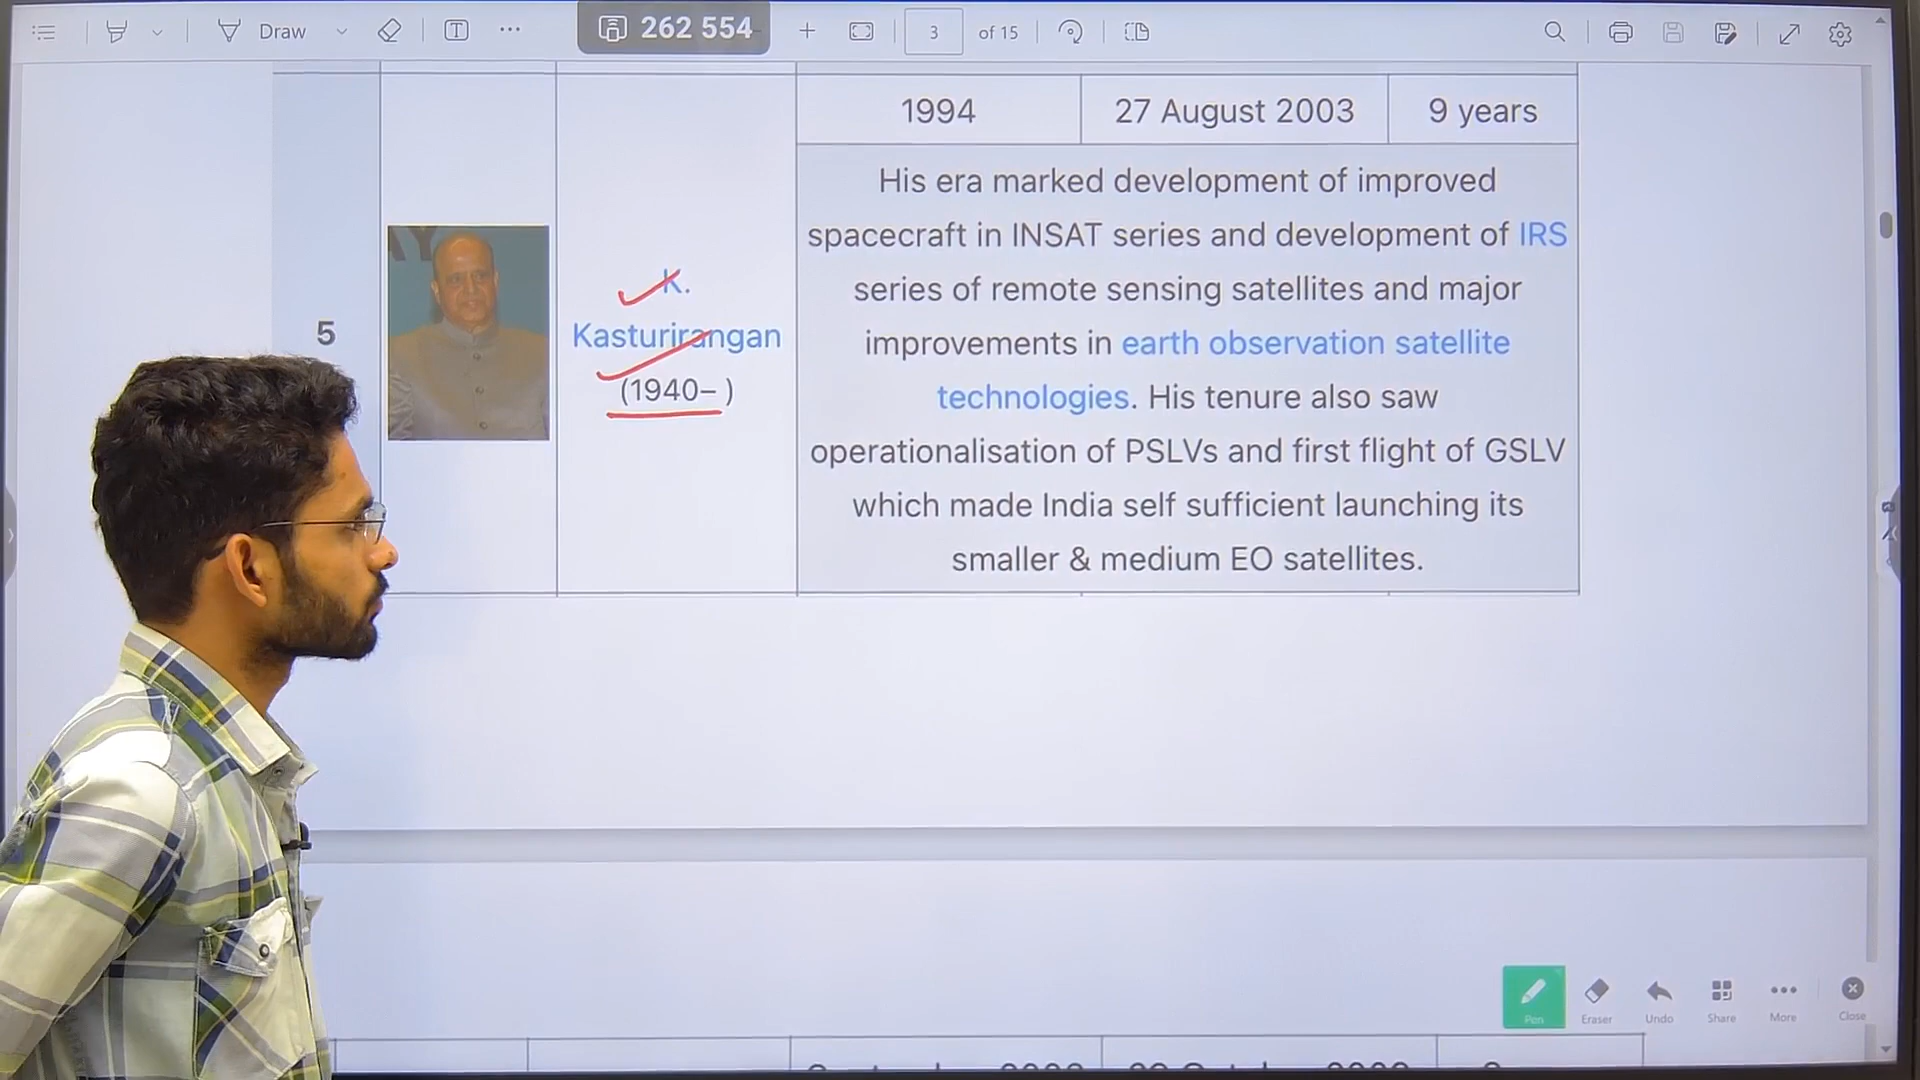 Draw
262 554
3 of 15
1994
27 August 2003
9 years
His era marked development of improved
spacecraft in INSAT series and development of IRS
series of remote sensing satellites and major
improvements in earth observation satellite
technologies. His tenure also saw
operationalisation of PSLVs and first flight of GSLV
which made India self sufficient launching its
smaller & medium EO satellites.
5
K.
Kasturirangan
(1940– )
Pen
Eraser
Undo
Share
More
Close